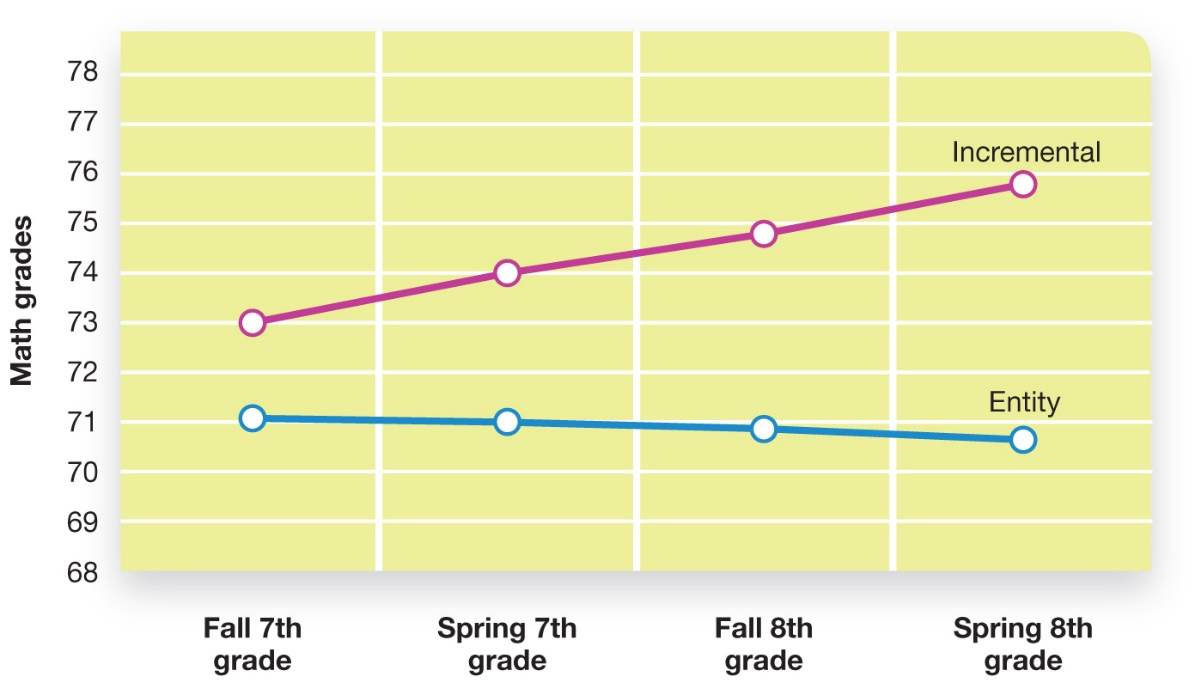 78
77
76
75
74
73
72
71
70
69
68
Math grades
Incremental
Entity
Fall 7th
grade
Spring 7th
grade
Fall 8th
grade
Spring 8th
grade